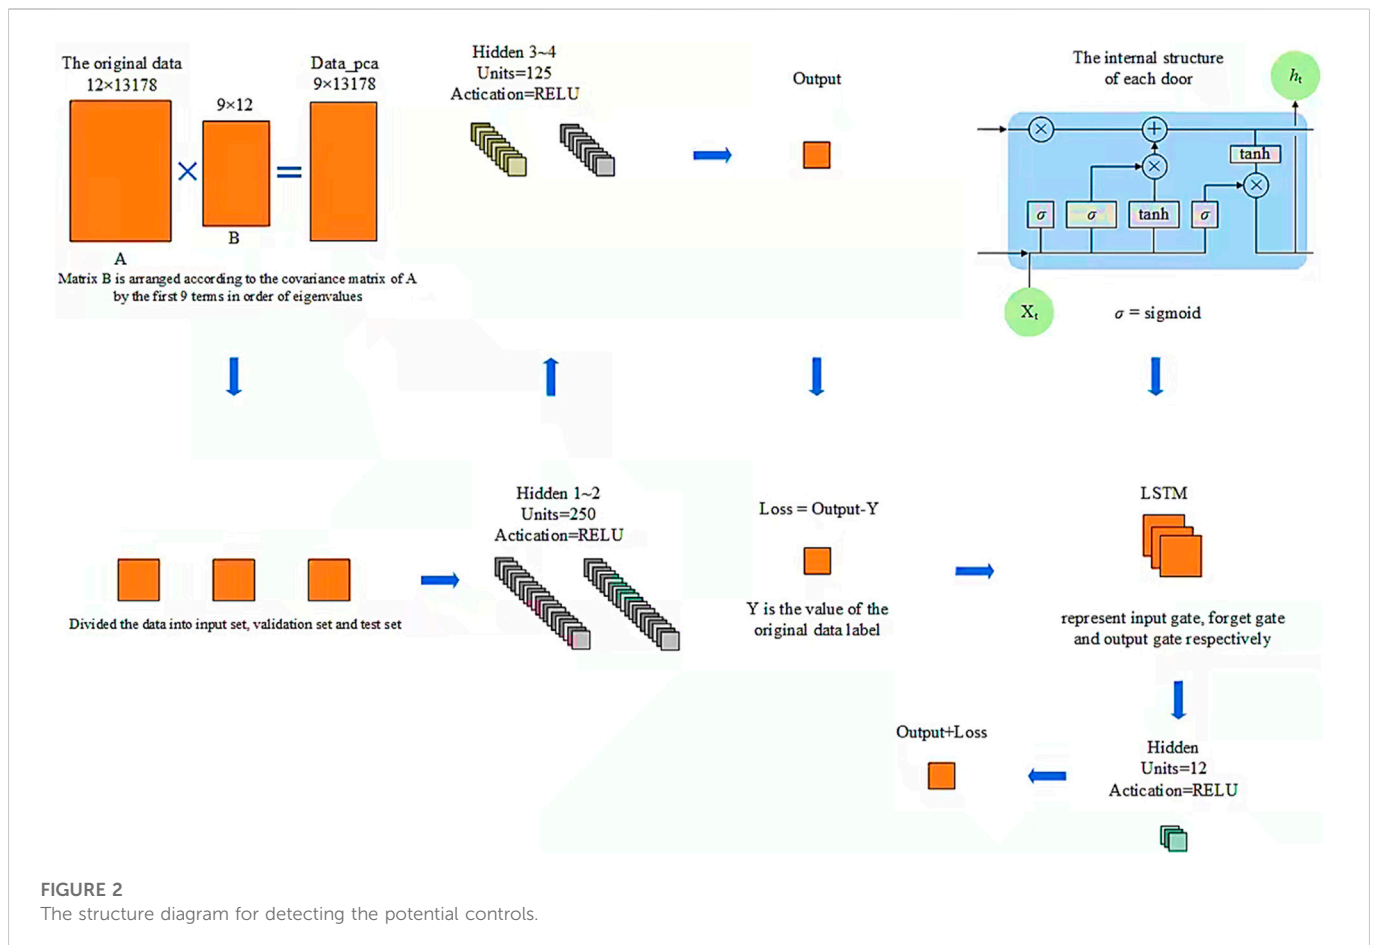 The original data
12×13178
9×12
Data_pca
9×13178
×
=
A
B
Matrix B is arranged according to the covariance matrix of A
by the first 9 terms in order of eigenvalues
Hidden 3~4
Units=125
Actication=RELU
Output
The internal structure
of each door
hₜ
×
+
tanh
×
×
σ
σ
tanh
σ
Xₜ
σ = sigmoid
Divided the data into input set, validation set and test set
Hidden 1~2
Units=250
Actication=RELU
Loss = Output-Y
Y is the value of the
original data label
LSTM
represent input gate, forget gate
and output gate respectively
Hidden
Units=12
Actication=RELU
Output+Loss
FIGURE 2
The structure diagram for detecting the potential controls.